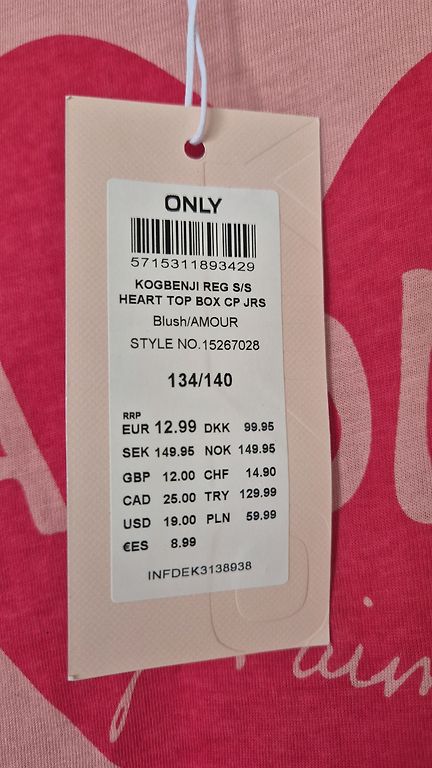 ONLY
5715311893429
KOGBENJI REG S/S
HEART TOP BOX CP JRS
Blush/AMOUR
STYLE NO.15267028
134/140
RRP
EUR 12.99 DKK 99.95
SEK 149.95 NOK 149.95
GBP 12.00 CHF 14.90
CAD 25.00 TRY 129.99
USD 19.00 PLN 59.99
€ES 8.99
INFDEK3138938